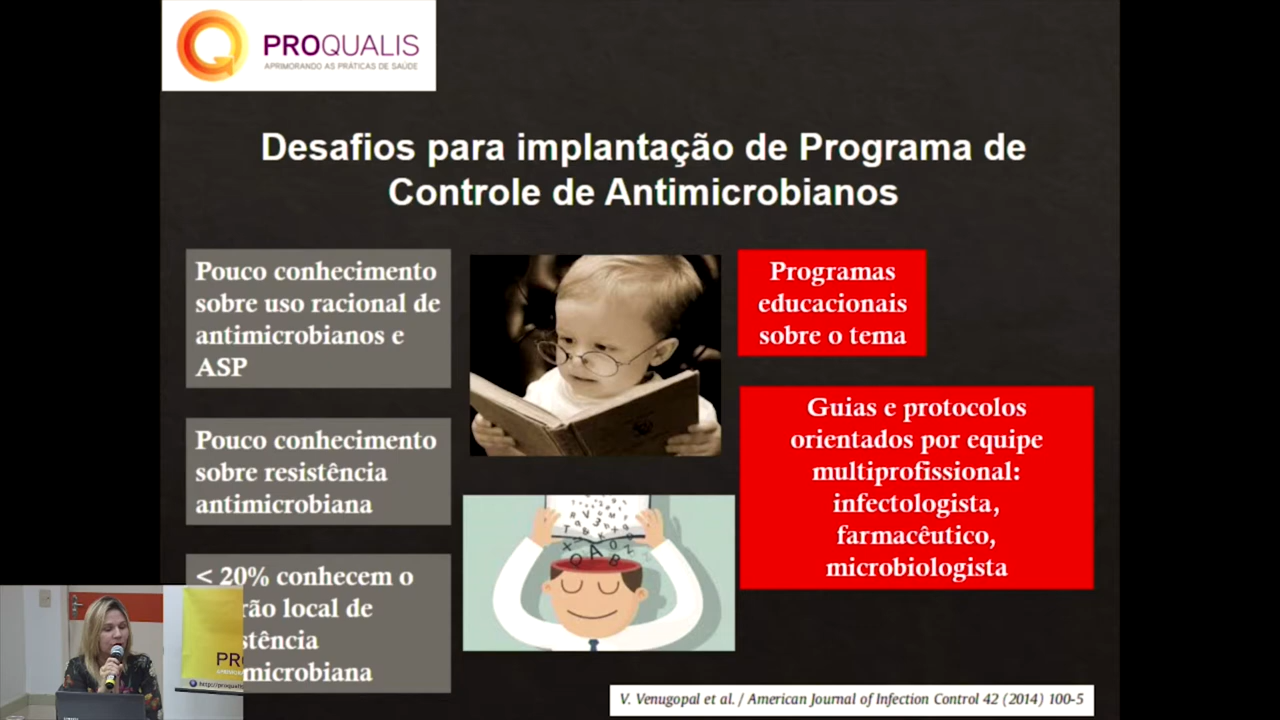 PROQUALIS
APRIMORANDO AS PRÁTICAS DE SAÚDE
Desafios para implantação de Programa de
Controle de Antimicrobianos
Pouco conhecimento
sobre uso racional de
antimicrobianos e
ASP
Pouco conhecimento
sobre resistência
antimicrobiana
< 20% conhecem o
rão local de
stência
microbiana
Programas
educacionais
sobre o tema
Guias e protocolos
orientados por equipe
multiprofissional:
infectologista,
farmacêutico,
microbiologista
V. Venugopal et al. / American Journal of Infection Control 42 (2014) 100-5
PRO